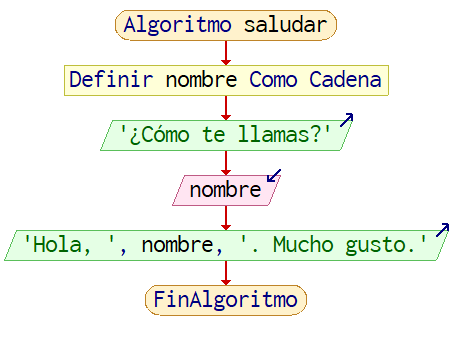 Algoritmo saludar
Definir nombre Como Cadena
'¿Cómo te llamas?'
nombre
'Hola, ', nombre, '. Mucho gusto.'
FinAlgoritmo